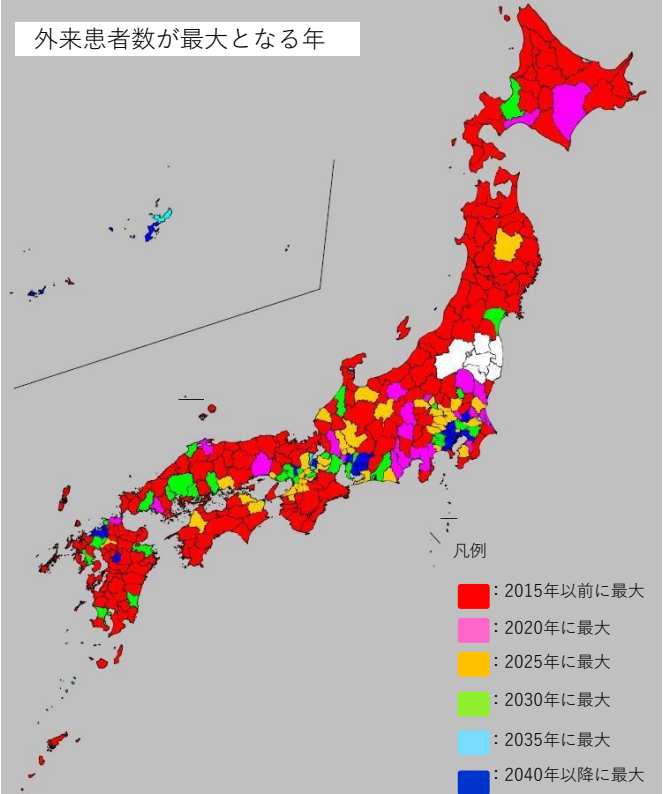 外来患者数が最大となる年
凡例
：2015年以前に最大
：2020年に最大
：2025年に最大
：2030年に最大
：2035年に最大
：2040年以降に最大